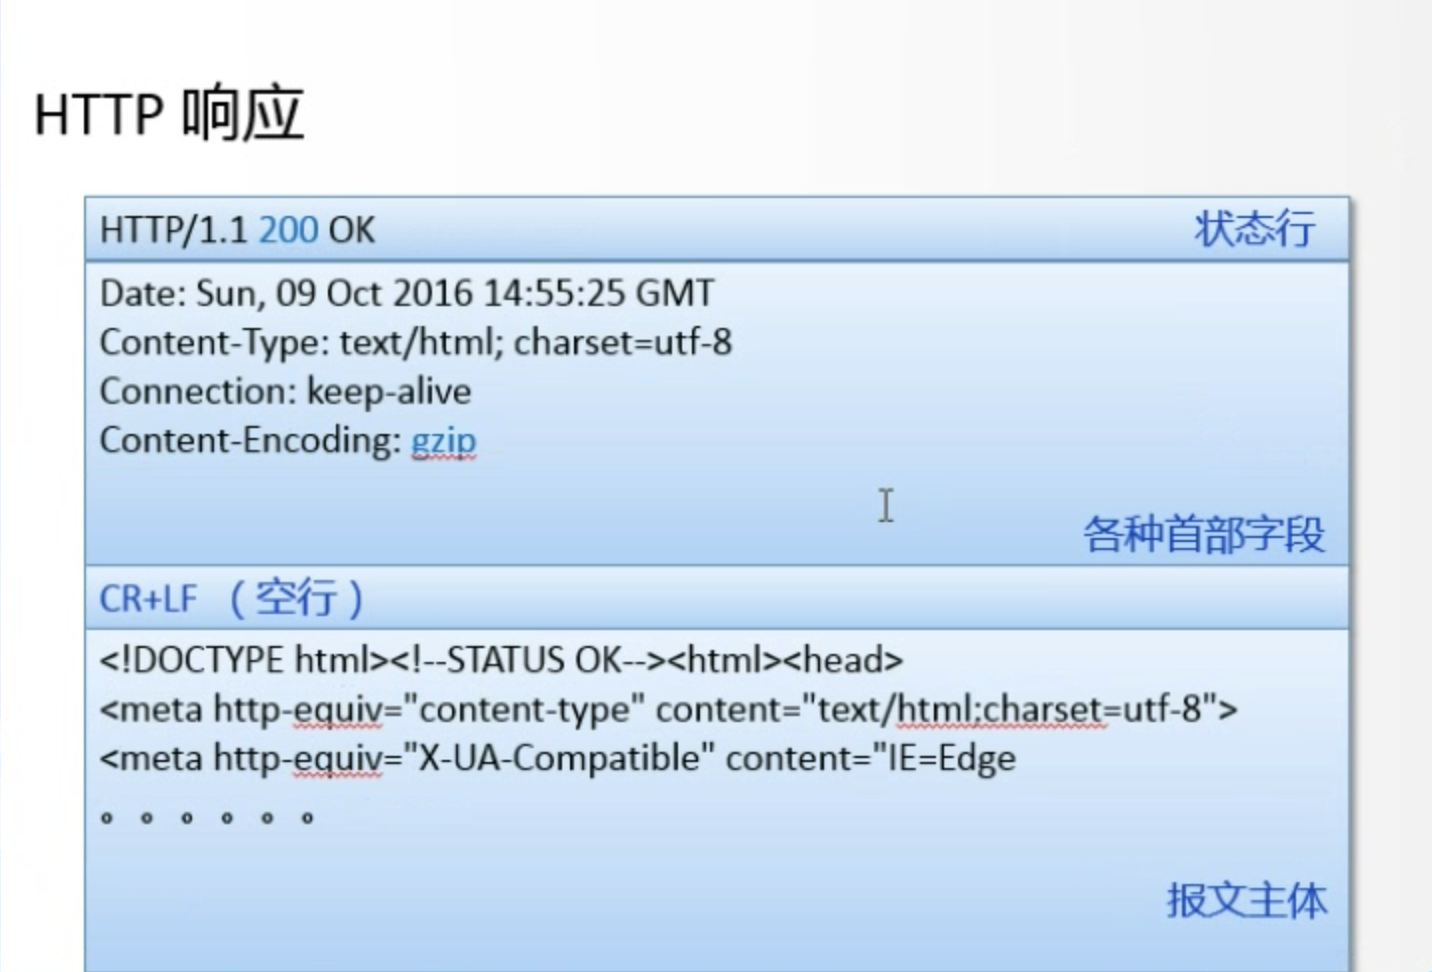 HTTP 响应
HTTP/1.1 200 OK 状态行
Date: Sun, 09 Oct 2016 14:55:25 GMT
Content-Type: text/html; charset=utf-8
Connection: keep-alive
Content-Encoding: gzip
各种首部字段
CR+LF （空行）
<!DOCTYPE html><!--STATUS OK--><html><head>
<meta http-equiv="content-type" content="text/html;charset=utf-8">
<meta http-equiv="X-UA-Compatible" content="IE=Edge
。。。。。。
报文主体